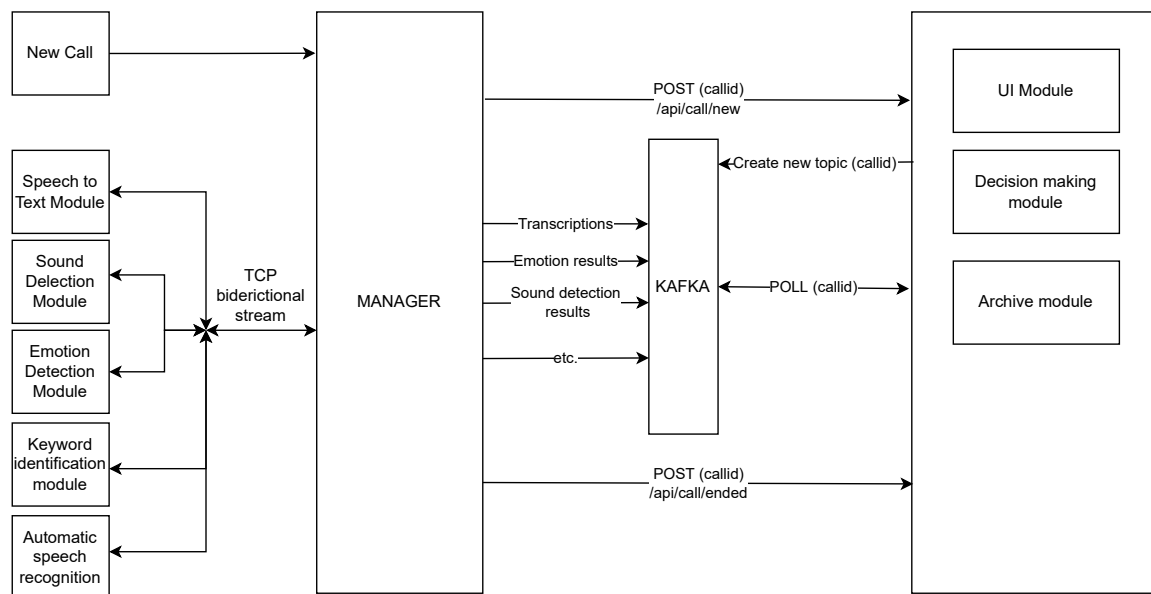 New Call
POST (callid)
/api/call/new
UI Module
Create new topic (callid)
Speech to
Text Module
Decision making
module
Transcriptions
Sound
Delection
Module
TCP
biderictional
stream
MANAGER
Emotion results
KAFKA
POLL (callid)
Sound detection
results
Archive module
Emotion
Detection
Module
etc.
Keyword
identification
module
POST (callid)
/api/call/ended
Automatic
speech
recognition